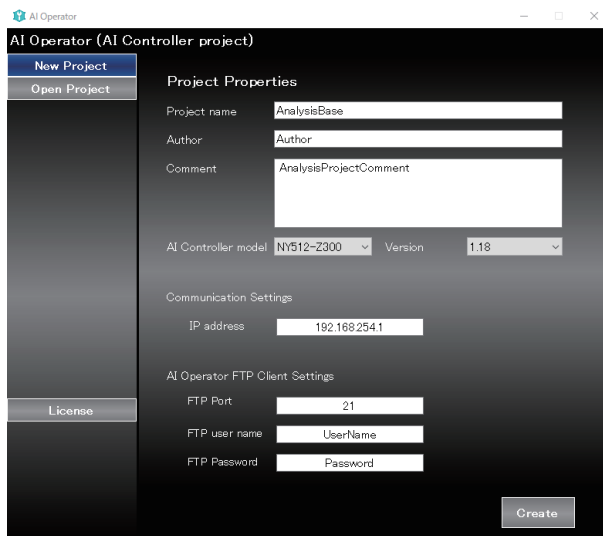 AI Operator
AI Operator (AI Controller project)
New Project
Open Project
License
Project Properties
Project name AnalysisBase
Author Author
Comment AnalysisProjectComment
AI Controller model NY512-Z300 Version 1.18
Communication Settings
IP address 192.168.254.1
AI Operator FTP Client Settings
FTP Port 21
FTP user name UserName
FTP Password Password
Create